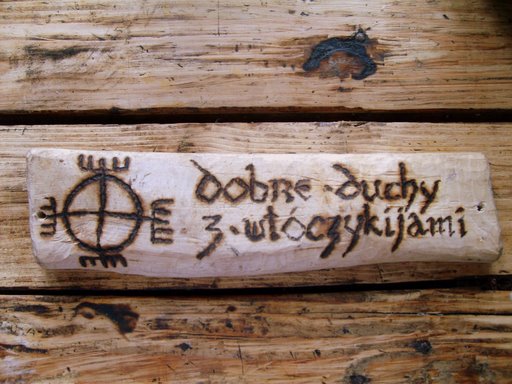 dobre · duchy
z · włóczykijami